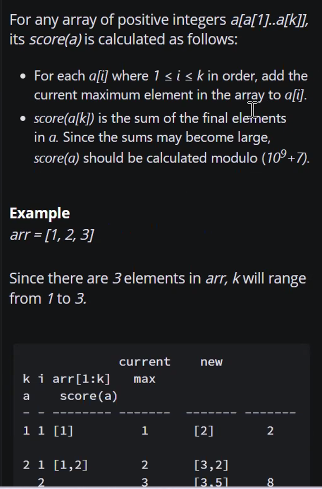 For any array of positive integers a[a[1]..a[k]],
its score(a) is calculated as follows:
• For each a[i] where 1 ≤ i ≤ k in order, add the
current maximum element in the array to a[i].
• score(a[k]) is the sum of the final elements
in a. Since the sums may become large,
score(a) should be calculated modulo (10⁹+7).
Example
arr = [1, 2, 3]
Since there are 3 elements in arr, k will range
from 1 to 3.
current new
k i arr[1:k] max
a score(a)
- - -------- ------- ------- -------
1 1 [1] 1 [2] 2
2 1 [1,2] 2 [3,2]
2 3 [3,5] 8